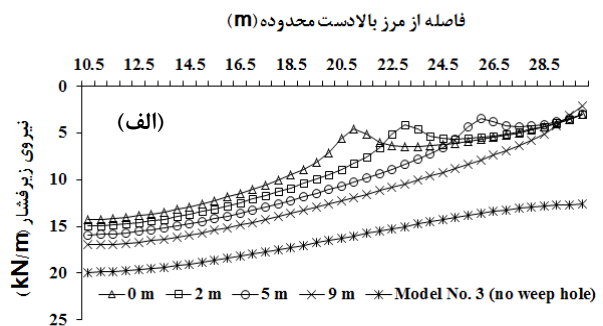 فاصله از مرز بالادست محدوده (m)
10.5 12.5 14.5 16.5 18.5 20.5 22.5 24.5 26.5 28.5
0
5
10
15
20
25
نیروی زیرفشار (kN/m)
(الف)
0 m 2 m 5 m 9 m Model No. 3 (no weep hole)